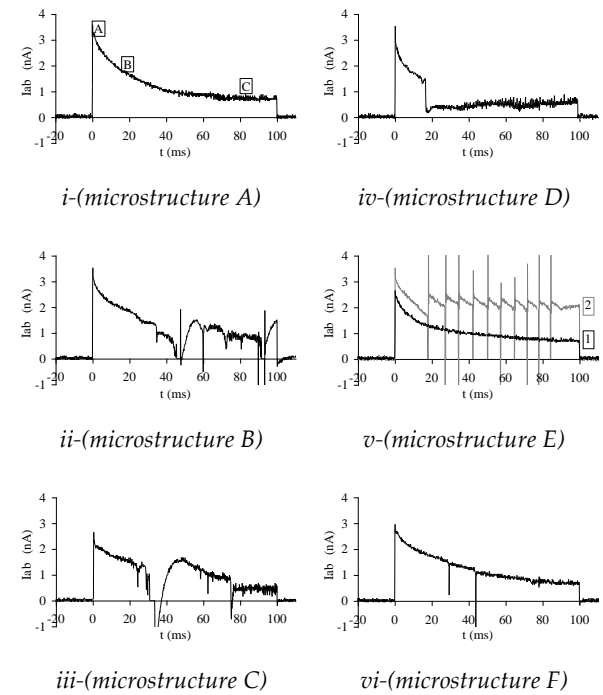 4
3
2
1
0
-1
Iab (nA)
A
B
C
-20 0 20 40 60 80 100
t (ms)
i-(microstructure A)
4
3
2
1
0
-1
Iab (nA)
-20 0 20 40 60 80 100
t (ms)
iv-(microstructure D)
4
3
2
1
0
-1
Iab (nA)
-20 0 20 40 60 80 100
t (ms)
ii-(microstructure B)
4
3
2
1
0
-1
Iab (nA)
2
1
-20 0 20 40 60 80 100
t (ms)
v-(microstructure E)
4
3
2
1
0
-1
Iab (nA)
-20 0 20 40 60 80 100
t (ms)
iii-(microstructure C)
4
3
2
1
0
-1
Iab (nA)
-20 0 20 40 60 80 100
t (ms)
vi-(microstructure F)